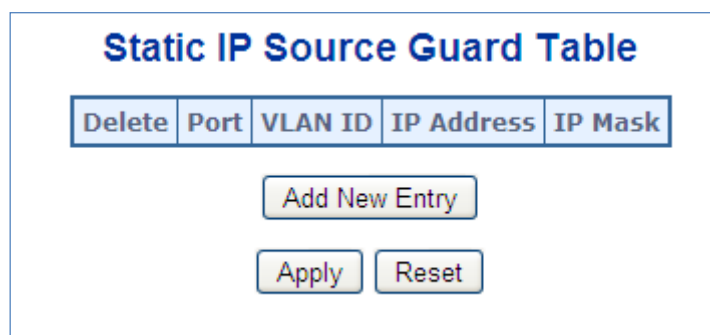 Static IP Source Guard Table
Delete Port VLAN ID IP Address IP Mask
Add New Entry
Apply Reset